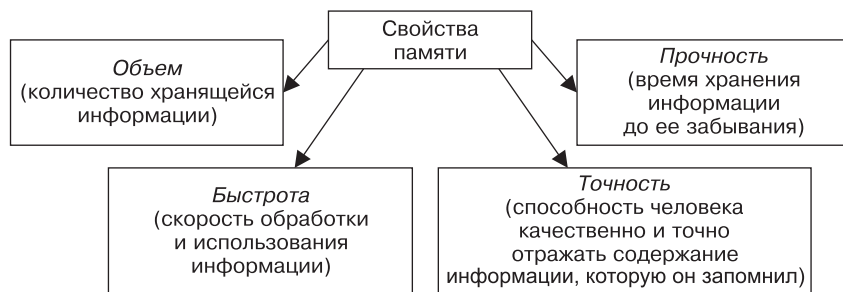 Свойства
памяти
Объем
(количество хранящейся
информации)
Прочность
(время хранения
информации
до ее забывания)
Быстрота
(скорость обработки
и использования
информации)
Точность
(способность человека
качественно и точно
отражать содержание
информации, которую он запомнил)